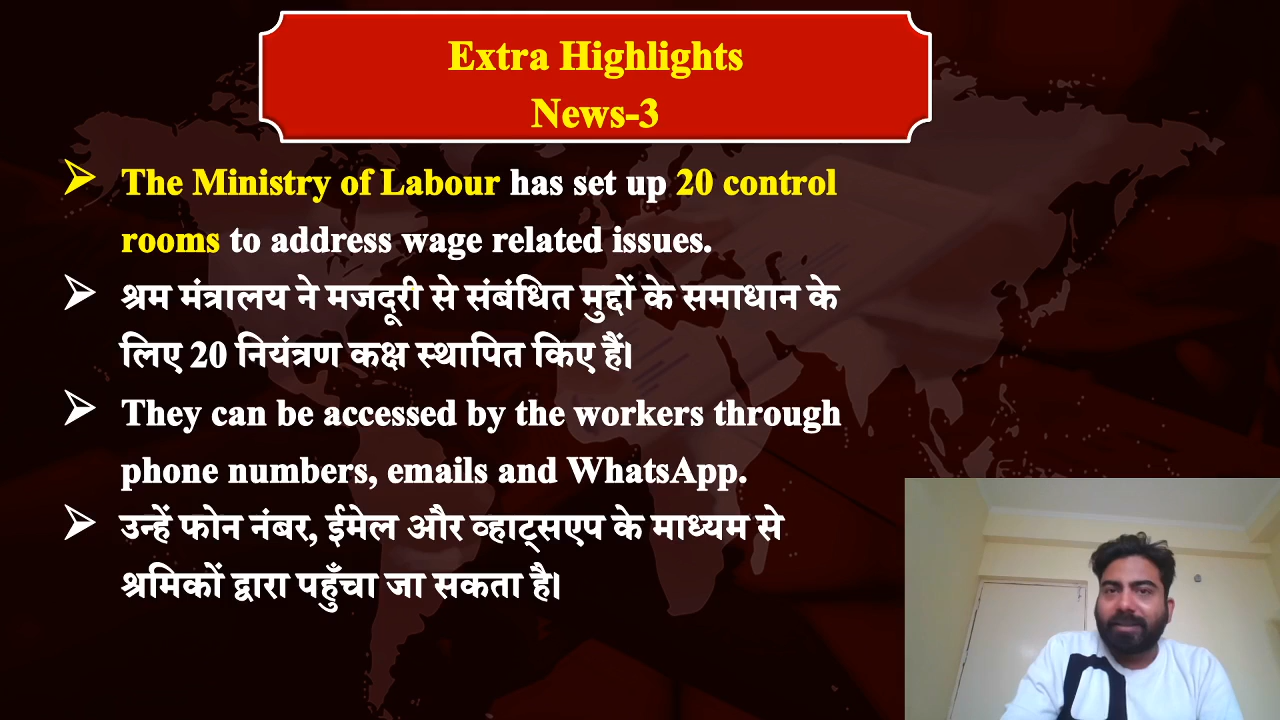 Extra Highlights
News-3
The Ministry of Labour has set up 20 control
rooms to address wage related issues.
श्रम मंत्रालय ने मजदूरी से संबंधित मुद्दों के समाधान के
लिए 20 नियंत्रण कक्ष स्थापित किए हैं।
They can be accessed by the workers through
phone numbers, emails and WhatsApp.
उन्हें फोन नंबर, ईमेल और व्हाट्सएप के माध्यम से
श्रमिकों द्वारा पहुँचा जा सकता है।